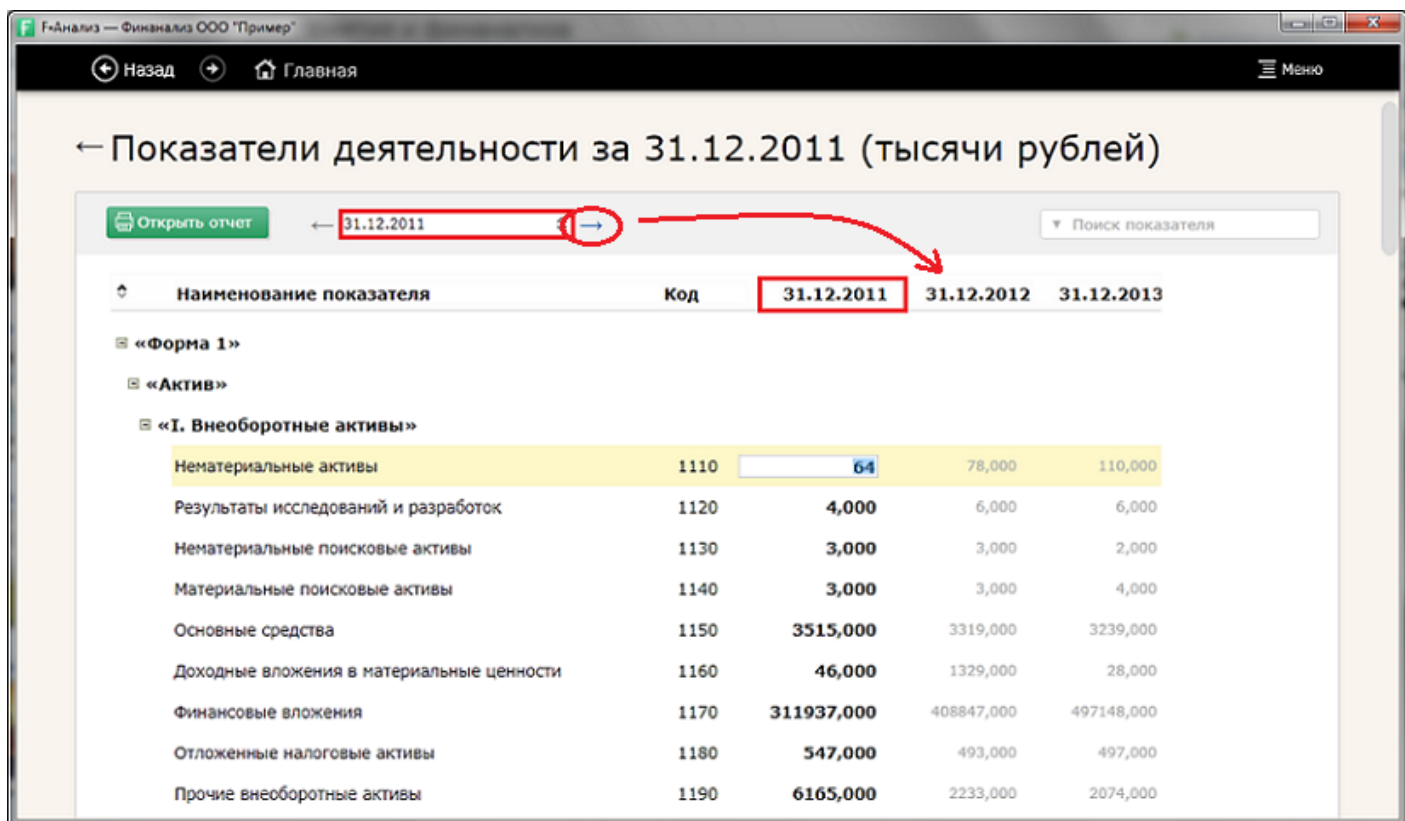 F-Анализ — Финанализ ООО "Пример"
Назад Главная Меню
←Показатели деятельности за 31.12.2011 (тысячи рублей)
Открыть отчет ← 31.12.2011 → Поиск показателя
Наименование показателя Код 31.12.2011 31.12.2012 31.12.2013
«Форма 1»
«Актив»
«I. Внеоборотные активы»
Нематериальные активы 1110 64 78,000 110,000
Результаты исследований и разработок 1120 4,000 6,000 6,000
Нематериальные поисковые активы 1130 3,000 3,000 2,000
Материальные поисковые активы 1140 3,000 3,000 4,000
Основные средства 1150 3515,000 3319,000 3239,000
Доходные вложения в материальные ценности 1160 46,000 1329,000 28,000
Финансовые вложения 1170 311937,000 408847,000 497148,000
Отложенные налоговые активы 1180 547,000 493,000 497,000
Прочие внеоборотные активы 1190 6165,000 2233,000 2074,000